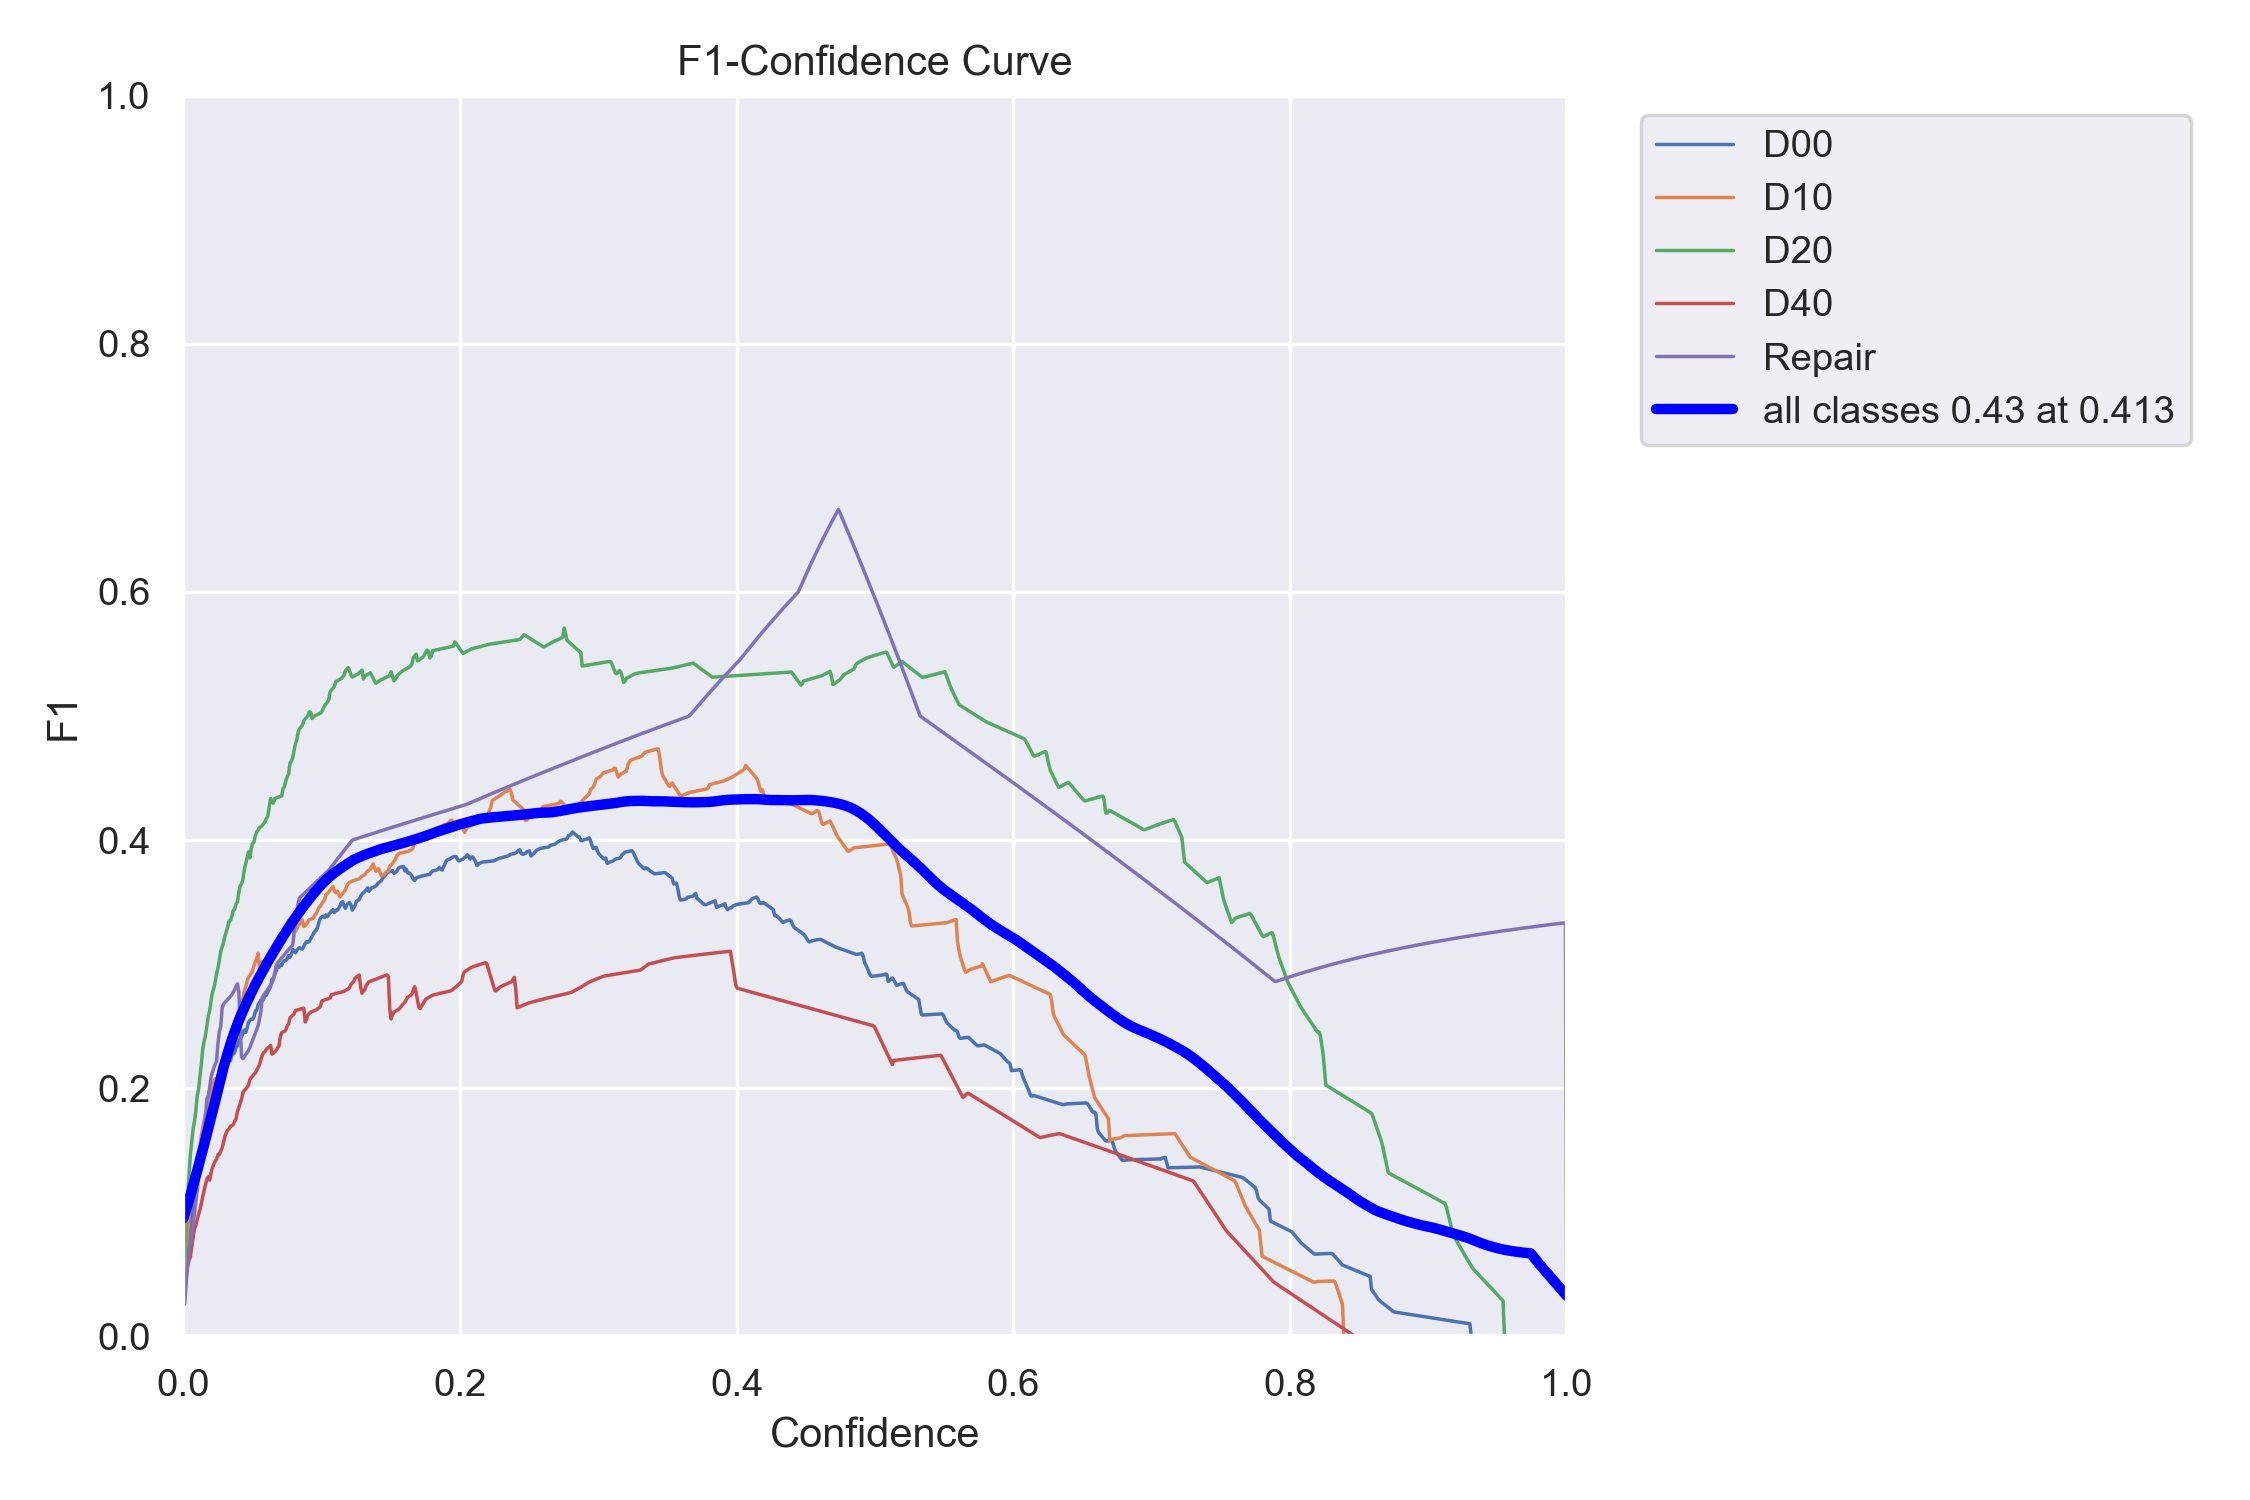 F1-Confidence Curve
1.0
0.8
0.6
0.4
0.2
0.0
F1
0.0 0.2 0.4 0.6 0.8 1.0
Confidence
D00
D10
D20
D40
Repair
all classes 0.43 at 0.413